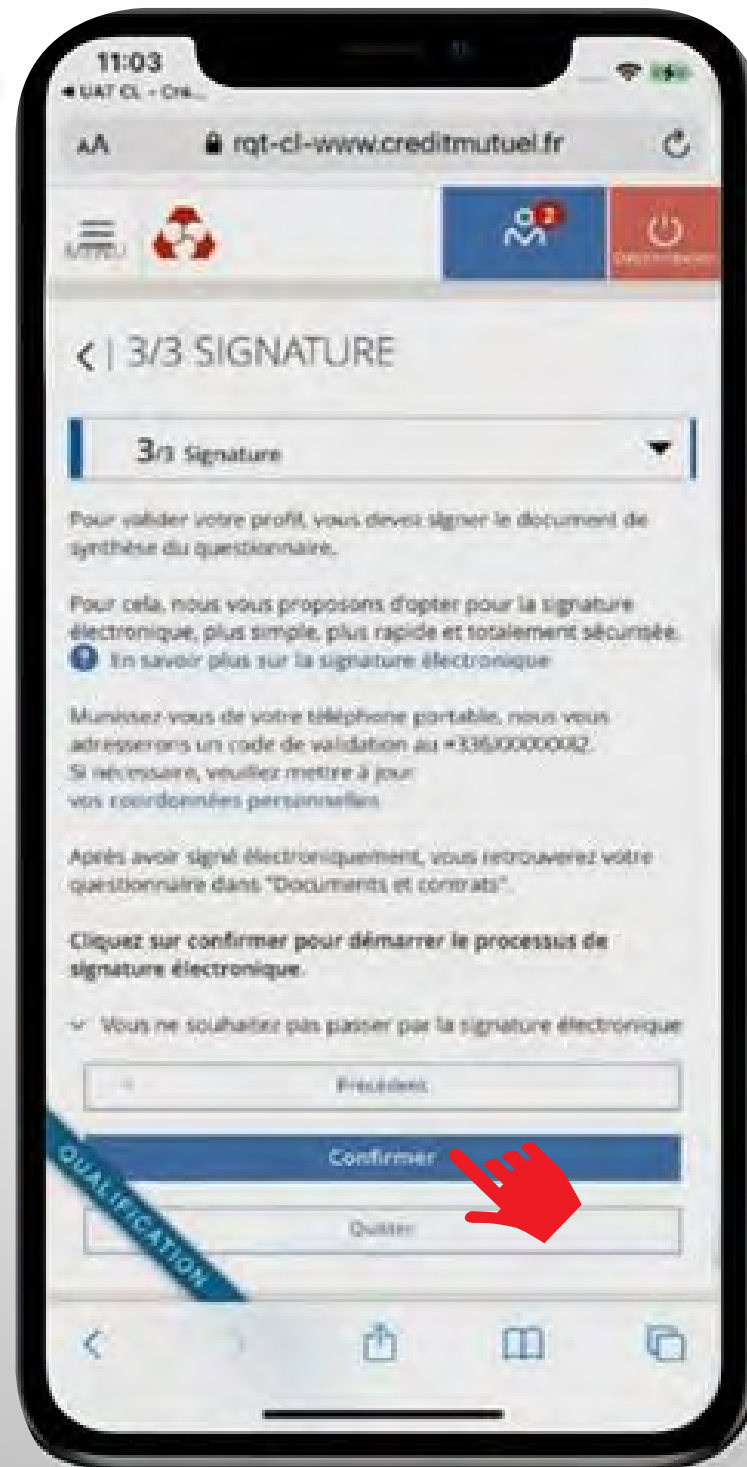 11:03
UAT CL - Cré...
AA rqt-cl-www.creditmutuel.fr
MENU
2
< | 3/3 SIGNATURE
3/3 Signature
Pour valider votre profil, vous devez signer le document de
synthèse du questionnaire.
Pour cela, nous vous proposons d'opter pour la signature
électronique, plus simple, plus rapide et totalement sécurisée.
? En savoir plus sur la signature électronique
Munissez-vous de votre téléphone portable, nous vous
adresserons un code de validation au
Si nécessaire, veuillez mettre à jour
vos coordonnées personnelles
Après avoir signé électroniquement, vous retrouverez votre
questionnaire dans "Documents et contrats".
Cliquez sur confirmer pour démarrer le processus de
signature électronique.
Vous ne souhaitez pas passer par la signature électronique
Précédent
Confirmer
Quitter
QUALIFICATION